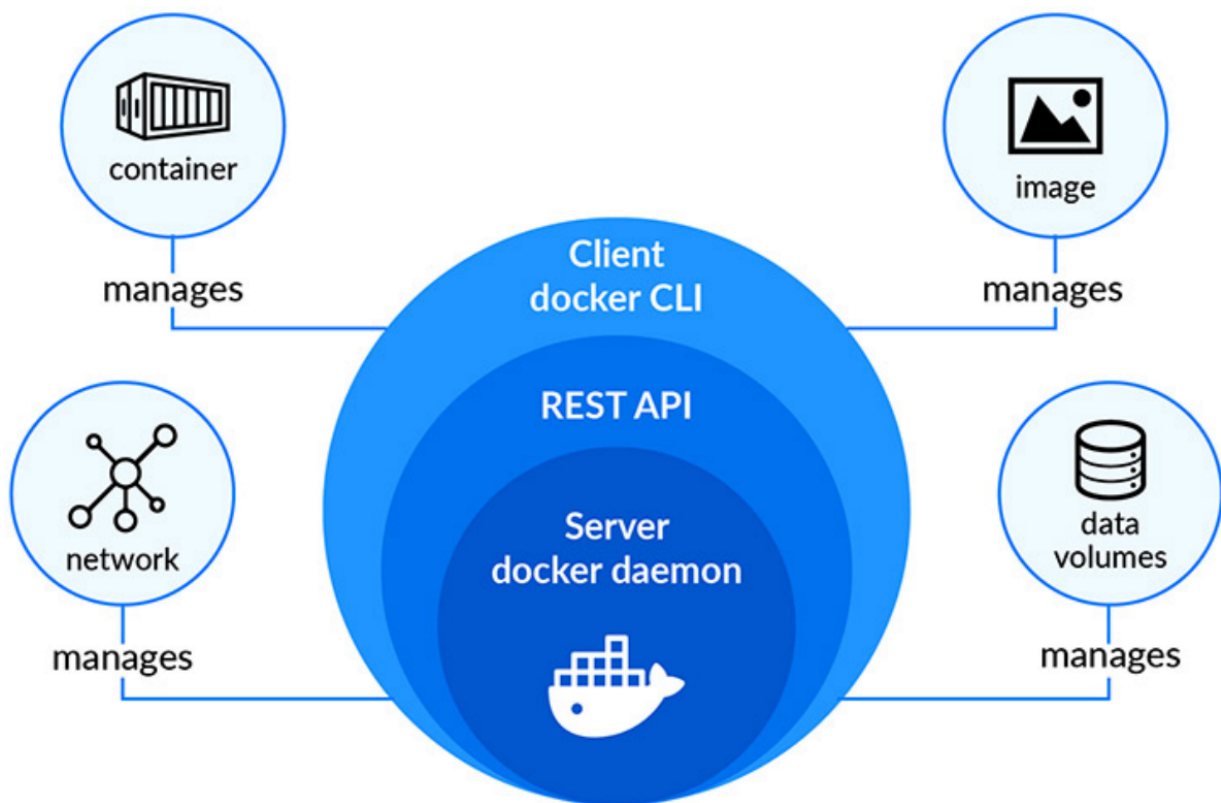 container
manages
image
manages
Client
docker CLI
REST API
Server
docker daemon
network
manages
data
volumes
manages